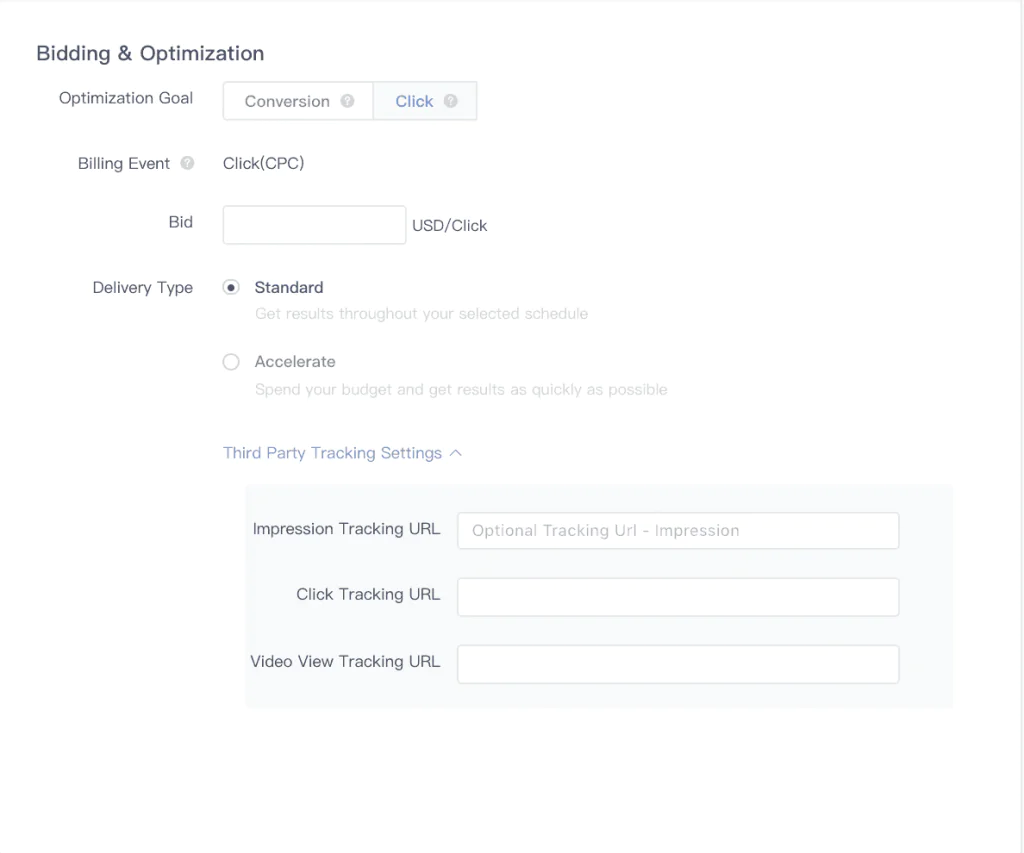 Bidding & Optimization
Optimization Goal
Conversion ?
Click ?
Billing Event ?
Click(CPC)
Bid
USD/Click
Delivery Type
Standard
Get results throughout your selected schedule
Accelerate
Spend your budget and get results as quickly as possible
Third Party Tracking Settings
Impression Tracking URL
Optional Tracking Url - Impression
Click Tracking URL
Video View Tracking URL